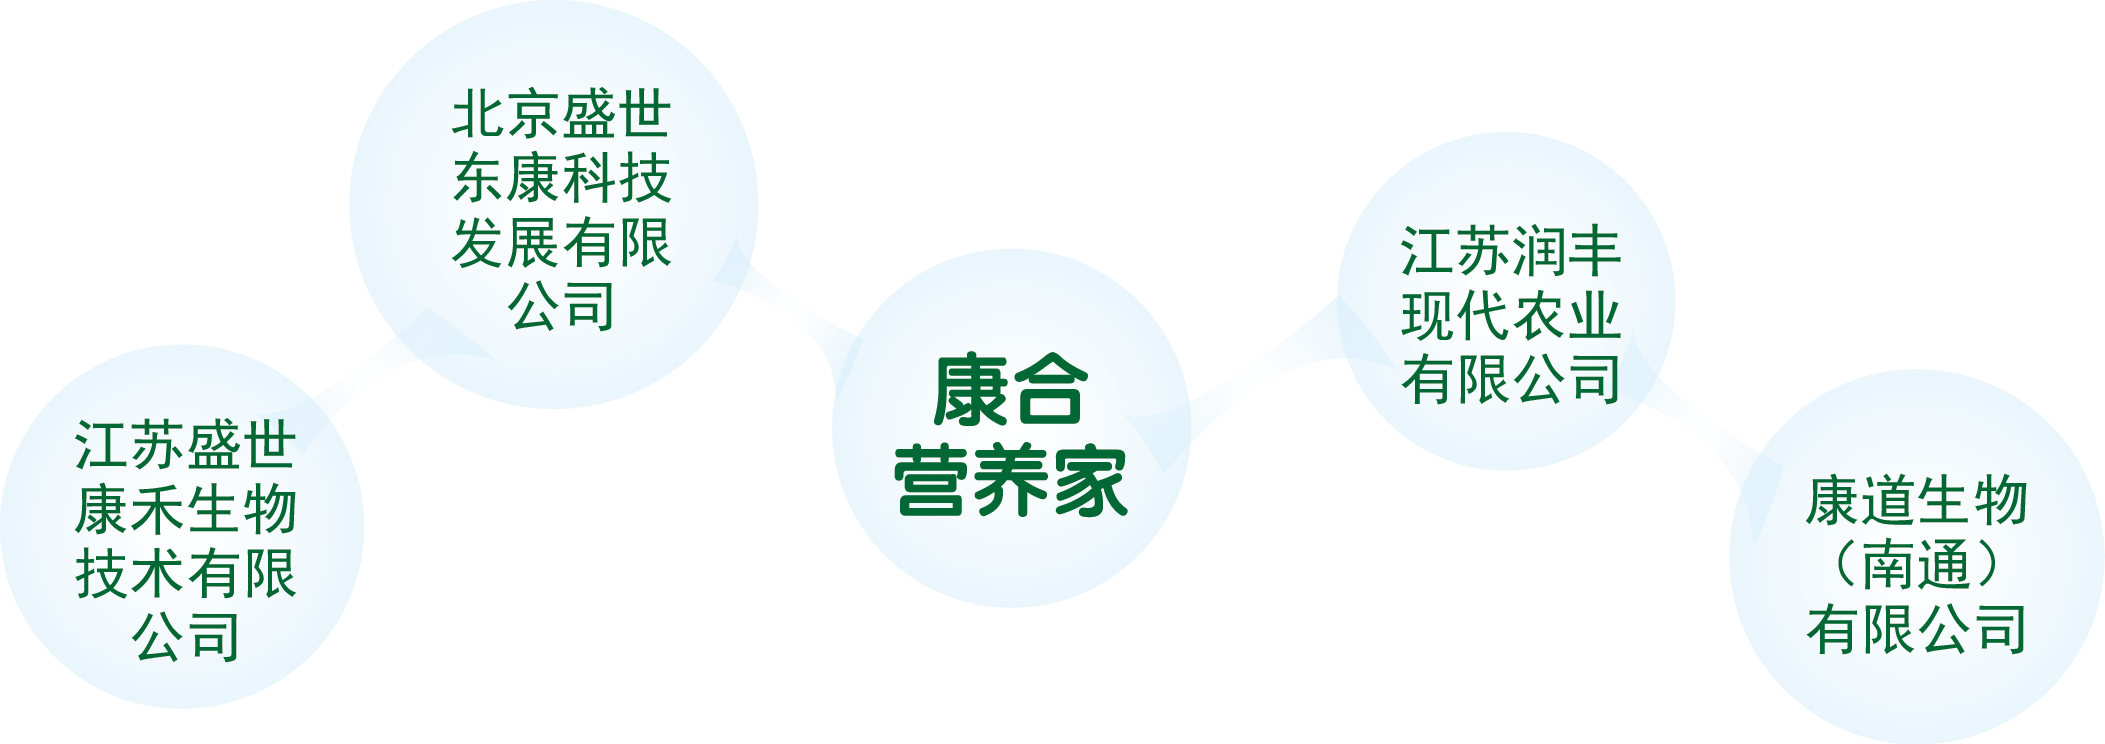 江苏盛世
康禾生物
技术有限
公司
北京盛世
东康科技
发展有限
公司
康合
营养家
江苏润丰
现代农业
有限公司
康道生物
（南通）
有限公司